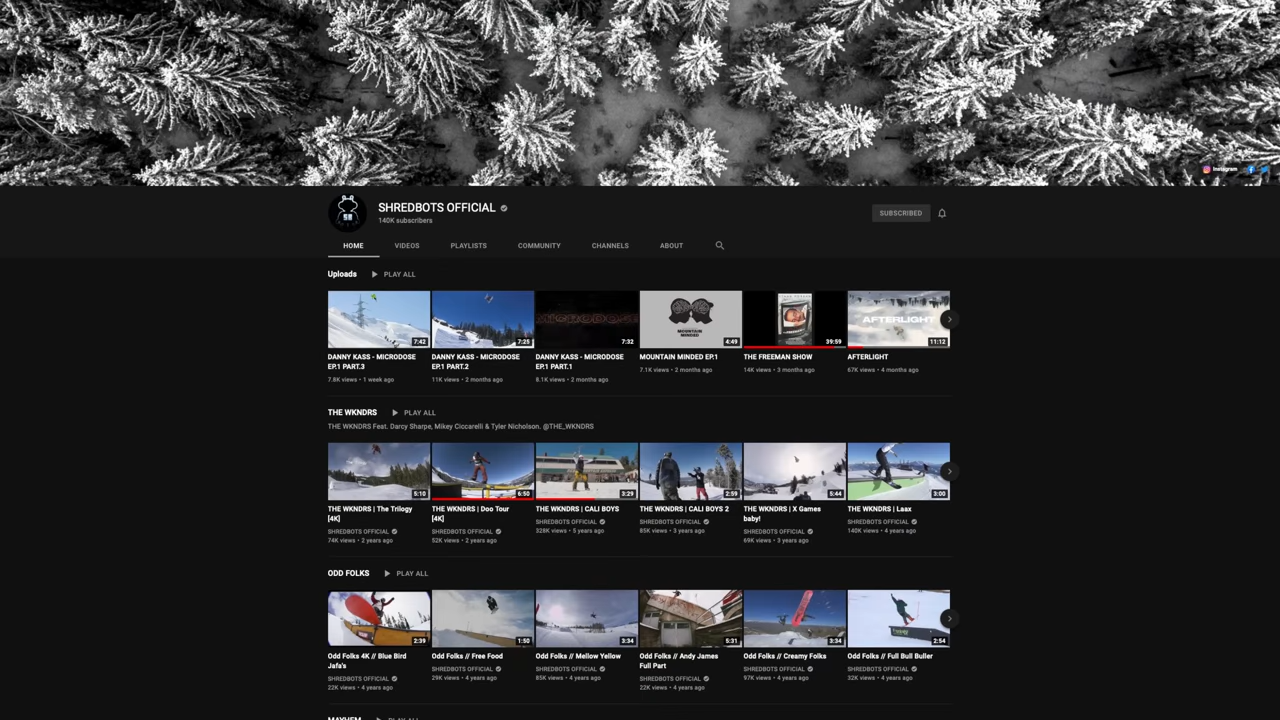 Instagram
SHREDBOTS OFFICIAL
140K subscribers
SUBSCRIBED
HOME
VIDEOS
PLAYLISTS
COMMUNITY
CHANNELS
ABOUT
Uploads
PLAY ALL
7:42
7:25
MICRODOSE
7:32
MOUNTAIN
MINDED
4:49
39:59
AFTERLIGHT
11:12
DANNY KASS - MICRODOSE
EP.1 PART.3
7.8K views • 1 week ago
DANNY KASS - MICRODOSE
EP.1 PART.2
11K views • 2 months ago
DANNY KASS - MICRODOSE
EP.1 PART.1
8.1K views • 2 months ago
MOUNTAIN MINDED EP.1
7.1K views • 2 months ago
THE FREEMAN SHOW
14K views • 3 months ago
AFTERLIGHT
67K views • 4 months ago
THE WKNDRS
PLAY ALL
THE WKNDRS Feat. Darcy Sharpe, Mikey Ciccarelli & Tyler Nicholson. @THE_WKNDRS
5:10
6:50
3:29
2:59
5:44
3:00
THE WKNDRS | The Trilogy
[4K]
SHREDBOTS OFFICIAL
74K views • 2 years ago
THE WKNDRS | Doo Tour
[4K]
SHREDBOTS OFFICIAL
52K views • 2 years ago
THE WKNDRS | CALI BOYS
SHREDBOTS OFFICIAL
328K views • 5 years ago
THE WKNDRS | CALI BOYS 2
SHREDBOTS OFFICIAL
85K views • 3 years ago
THE WKNDRS | X Games
baby!
SHREDBOTS OFFICIAL
69K views • 3 years ago
THE WKNDRS | Laax
SHREDBOTS OFFICIAL
140K views • 4 years ago
ODD FOLKS
PLAY ALL
2:39
1:50
3:34
5:31
3:34
2:54
Odd Folks 4K // Blue Bird
Jafa's
SHREDBOTS OFFICIAL
22K views • 4 years ago
Odd Folks // Free Food
SHREDBOTS OFFICIAL
29K views • 4 years ago
Odd Folks // Mellow Yellow
SHREDBOTS OFFICIAL
85K views • 4 years ago
Odd Folks // Andy James
Full Part
SHREDBOTS OFFICIAL
22K views • 4 years ago
Odd Folks // Creamy Folks
SHREDBOTS OFFICIAL
97K views • 4 years ago
Odd Folks // Full Bull Buller
SHREDBOTS OFFICIAL
32K views • 4 years ago
MAYHEM
PLAY ALL